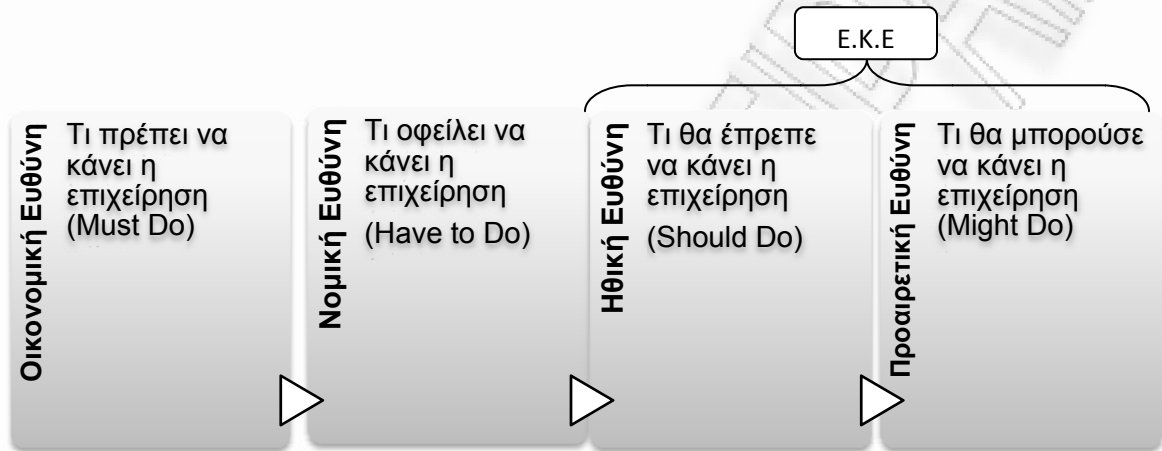 Ε.Κ.Ε
Οικονομική Ευθύνη
Τι πρέπει να
κάνει η
επιχείρηση
(Must Do)
Νομική Ευθύνη
Τι οφείλει να
κάνει η
επιχείρηση
(Have to Do)
Ηθική Ευθύνη
Τι θα έπρεπε
να κάνει η
επιχείρηση
(Should Do)
Προαιρετική Ευθύνη
Τι θα μπορούσε
να κάνει η
επιχείρηση
(Might Do)